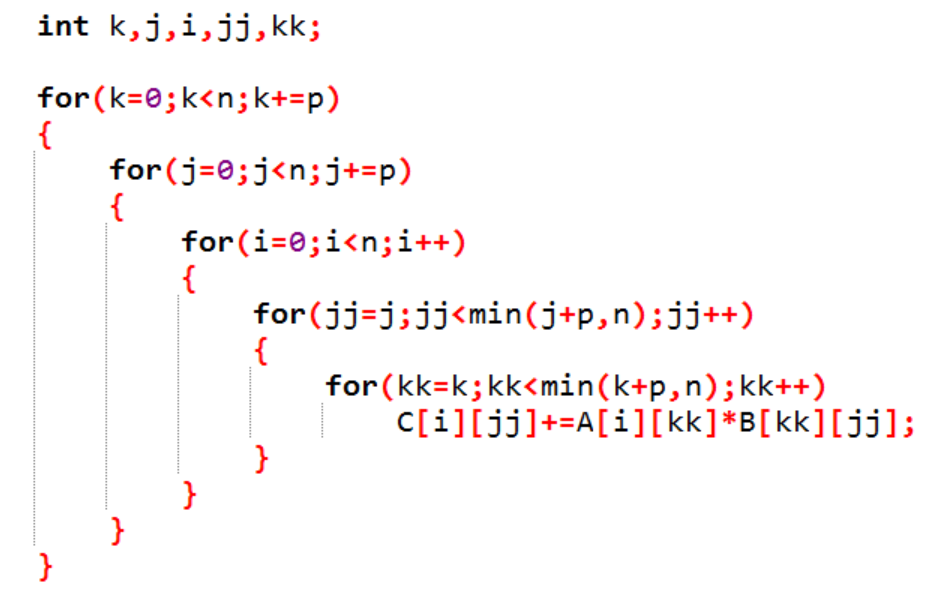 int k,j,i,jj,kk;
for(k=0;k<n;k+=p)
{
for(j=0;j<n;j+=p)
{
for(i=0;i<n;i++)
{
for(jj=j;jj<min(j+p,n);jj++)
{
for(kk=k;kk<min(k+p,n);kk++)
C[i][jj]+=A[i][kk]*B[kk][jj];
}
}
}
}